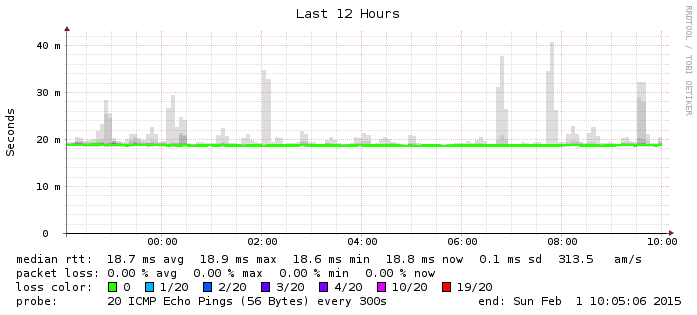 Last 12 Hours
RRDTOOL / TOBI OETIKER
Seconds
40 m
30 m
20 m
10 m
0
00:00 02:00 04:00 06:00 08:00 10:00
median rtt: 18.7 ms avg 18.9 ms max 18.6 ms min 18.8 ms now 0.1 ms sd 313.5 am/s
packet loss: 0.00 % avg 0.00 % max 0.00 % min 0.00 % now
loss color: 0 1/20 2/20 3/20 4/20 10/20 19/20
probe: 20 ICMP Echo Pings (56 Bytes) every 300s end: Sun Feb 1 10:05:06 2015